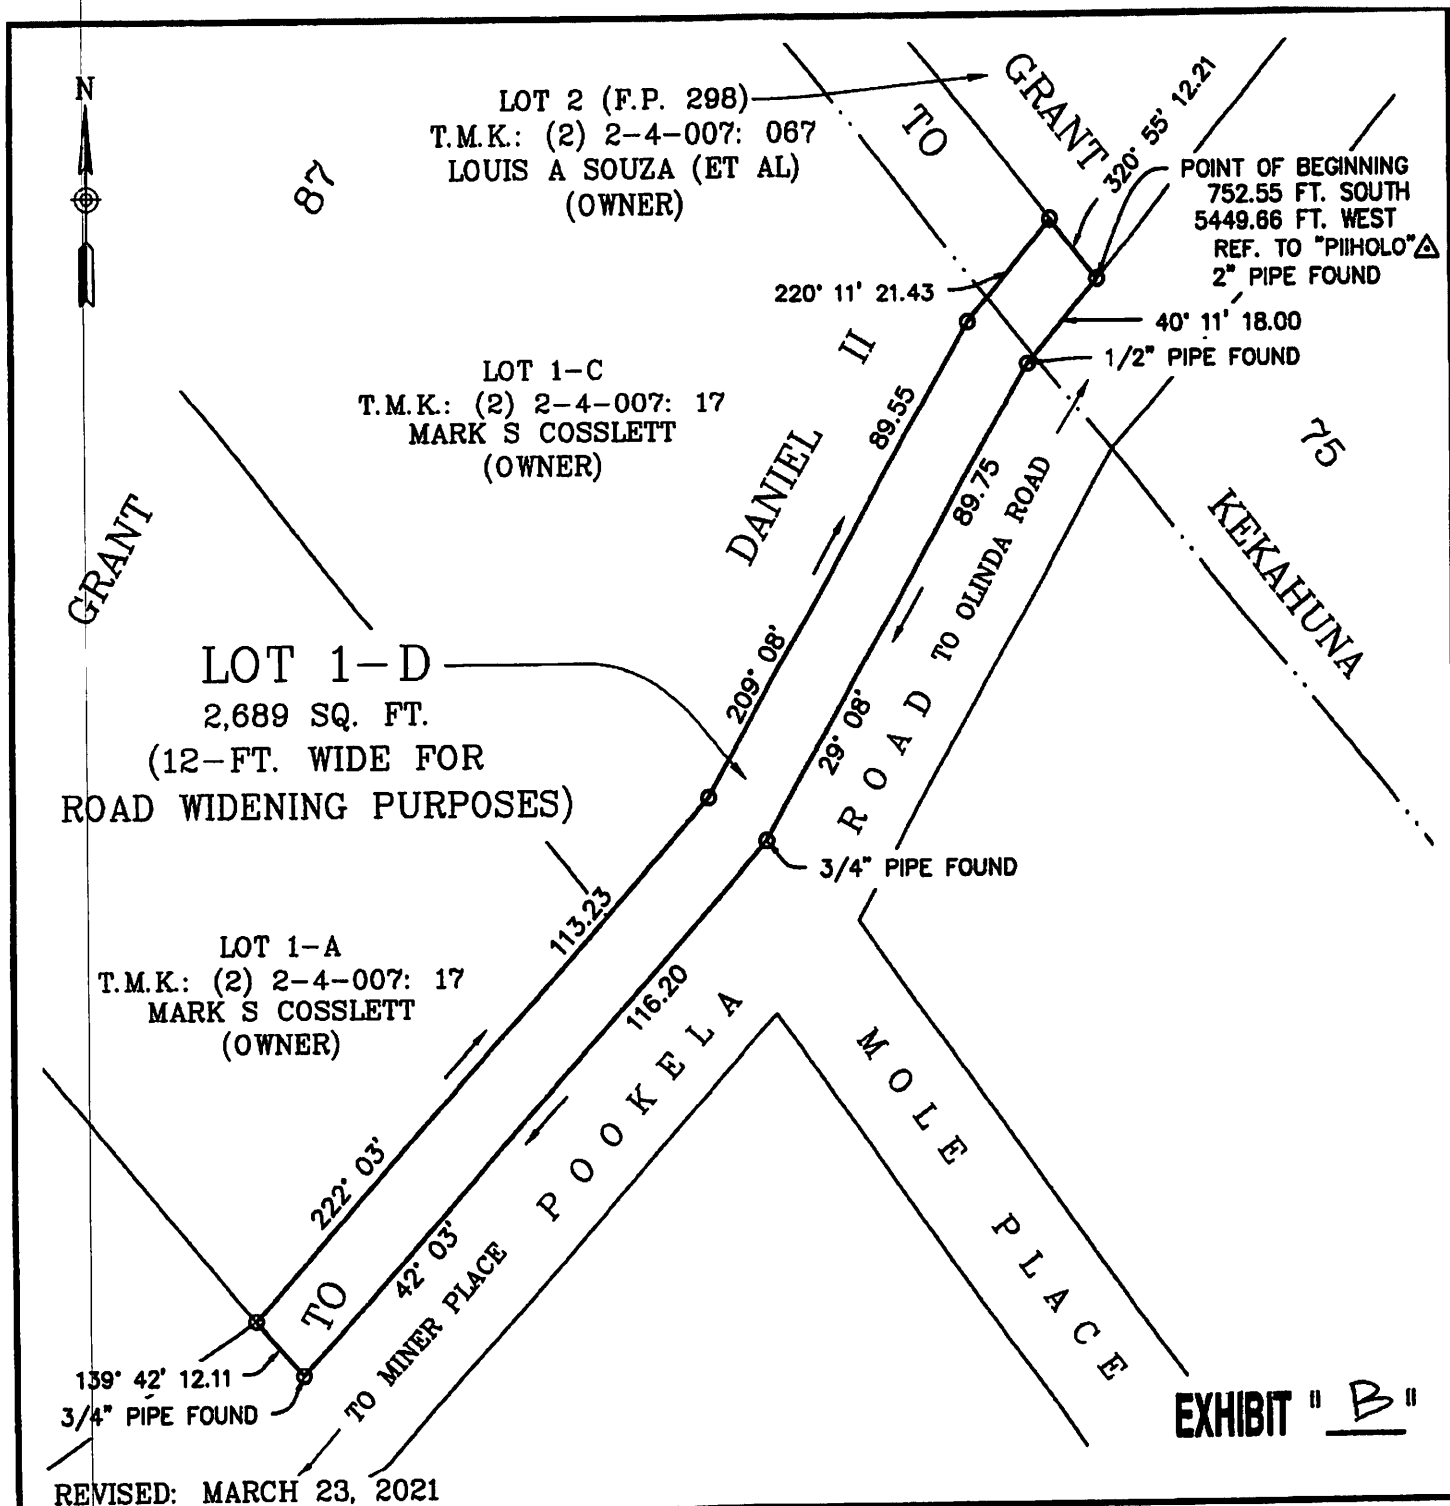 N
LOT 2 (F.P. 298)
T.M.K.: (2) 2-4-007: 067
LOUIS A SOUZA (ET AL)
(OWNER)
87
TO
GRANT
320° 55' 12.21
POINT OF BEGINNING
752.55 FT. SOUTH
5449.66 FT. WEST
REF. TO "PIIHOLO"
2" PIPE FOUND
220° 11' 21.43
40° 11' 18.00
1/2" PIPE FOUND
LOT 1-C
T.M.K.: (2) 2-4-007: 17
MARK S COSSLETT
(OWNER)
DANIEL II
89.55
89.75
75
KEKAHUNA
GRANT
LOT 1-D
2,689 SQ. FT.
(12-FT. WIDE FOR
ROAD WIDENING PURPOSES)
209° 08'
29° 08'
ROAD
TO OLINDA ROAD
3/4" PIPE FOUND
113.23
116.20
LOT 1-A
T.M.K.: (2) 2-4-007: 17
MARK S COSSLETT
(OWNER)
POOKELA
MOLE PLACE
222° 03'
42° 03'
TO
TO MINER PLACE
139° 42' 12.11
3/4" PIPE FOUND
EXHIBIT "B"
REVISED: MARCH 23, 2021